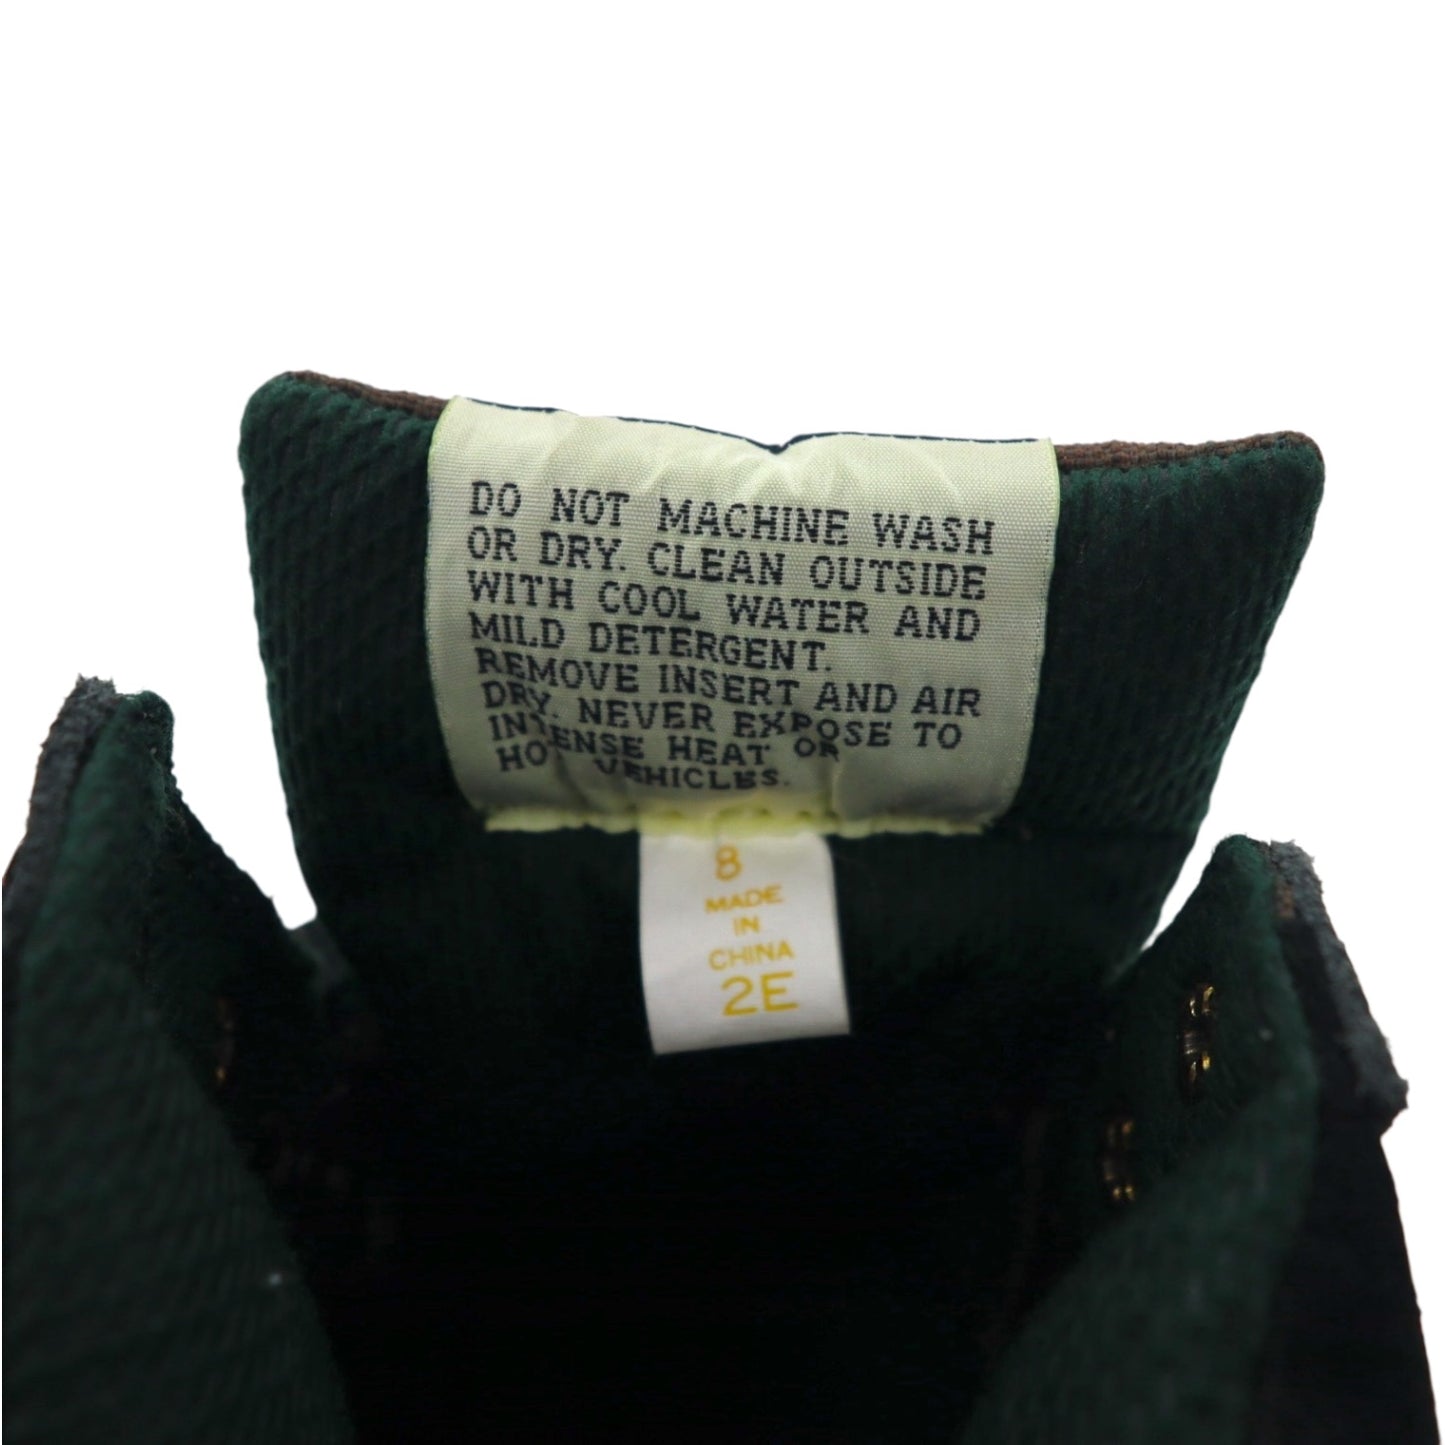 DO NOT MACHINE WASH
OR DRY. CLEAN OUTSIDE
WITH COOL WATER AND
MILD DETERGENT.
REMOVE INSERT AND AIR
DRY. NEVER EXPOSE TO
INTENSE HEAT OR
HOT VEHICLES.
8
MADE
IN
CHINA
2E